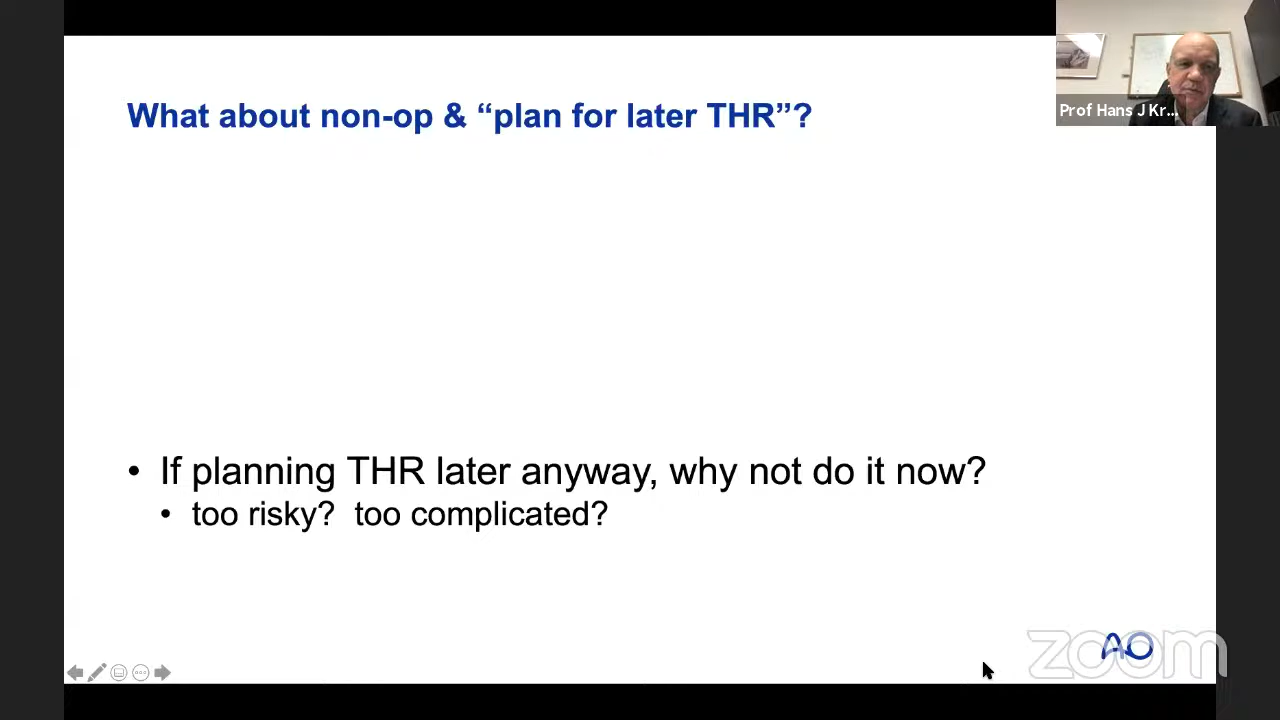 What about non-op & “plan for later THR”?
Prof Hans J Kr...
• If planning THR later anyway, why not do it now?
• too risky?  too complicated?
AO
zoom